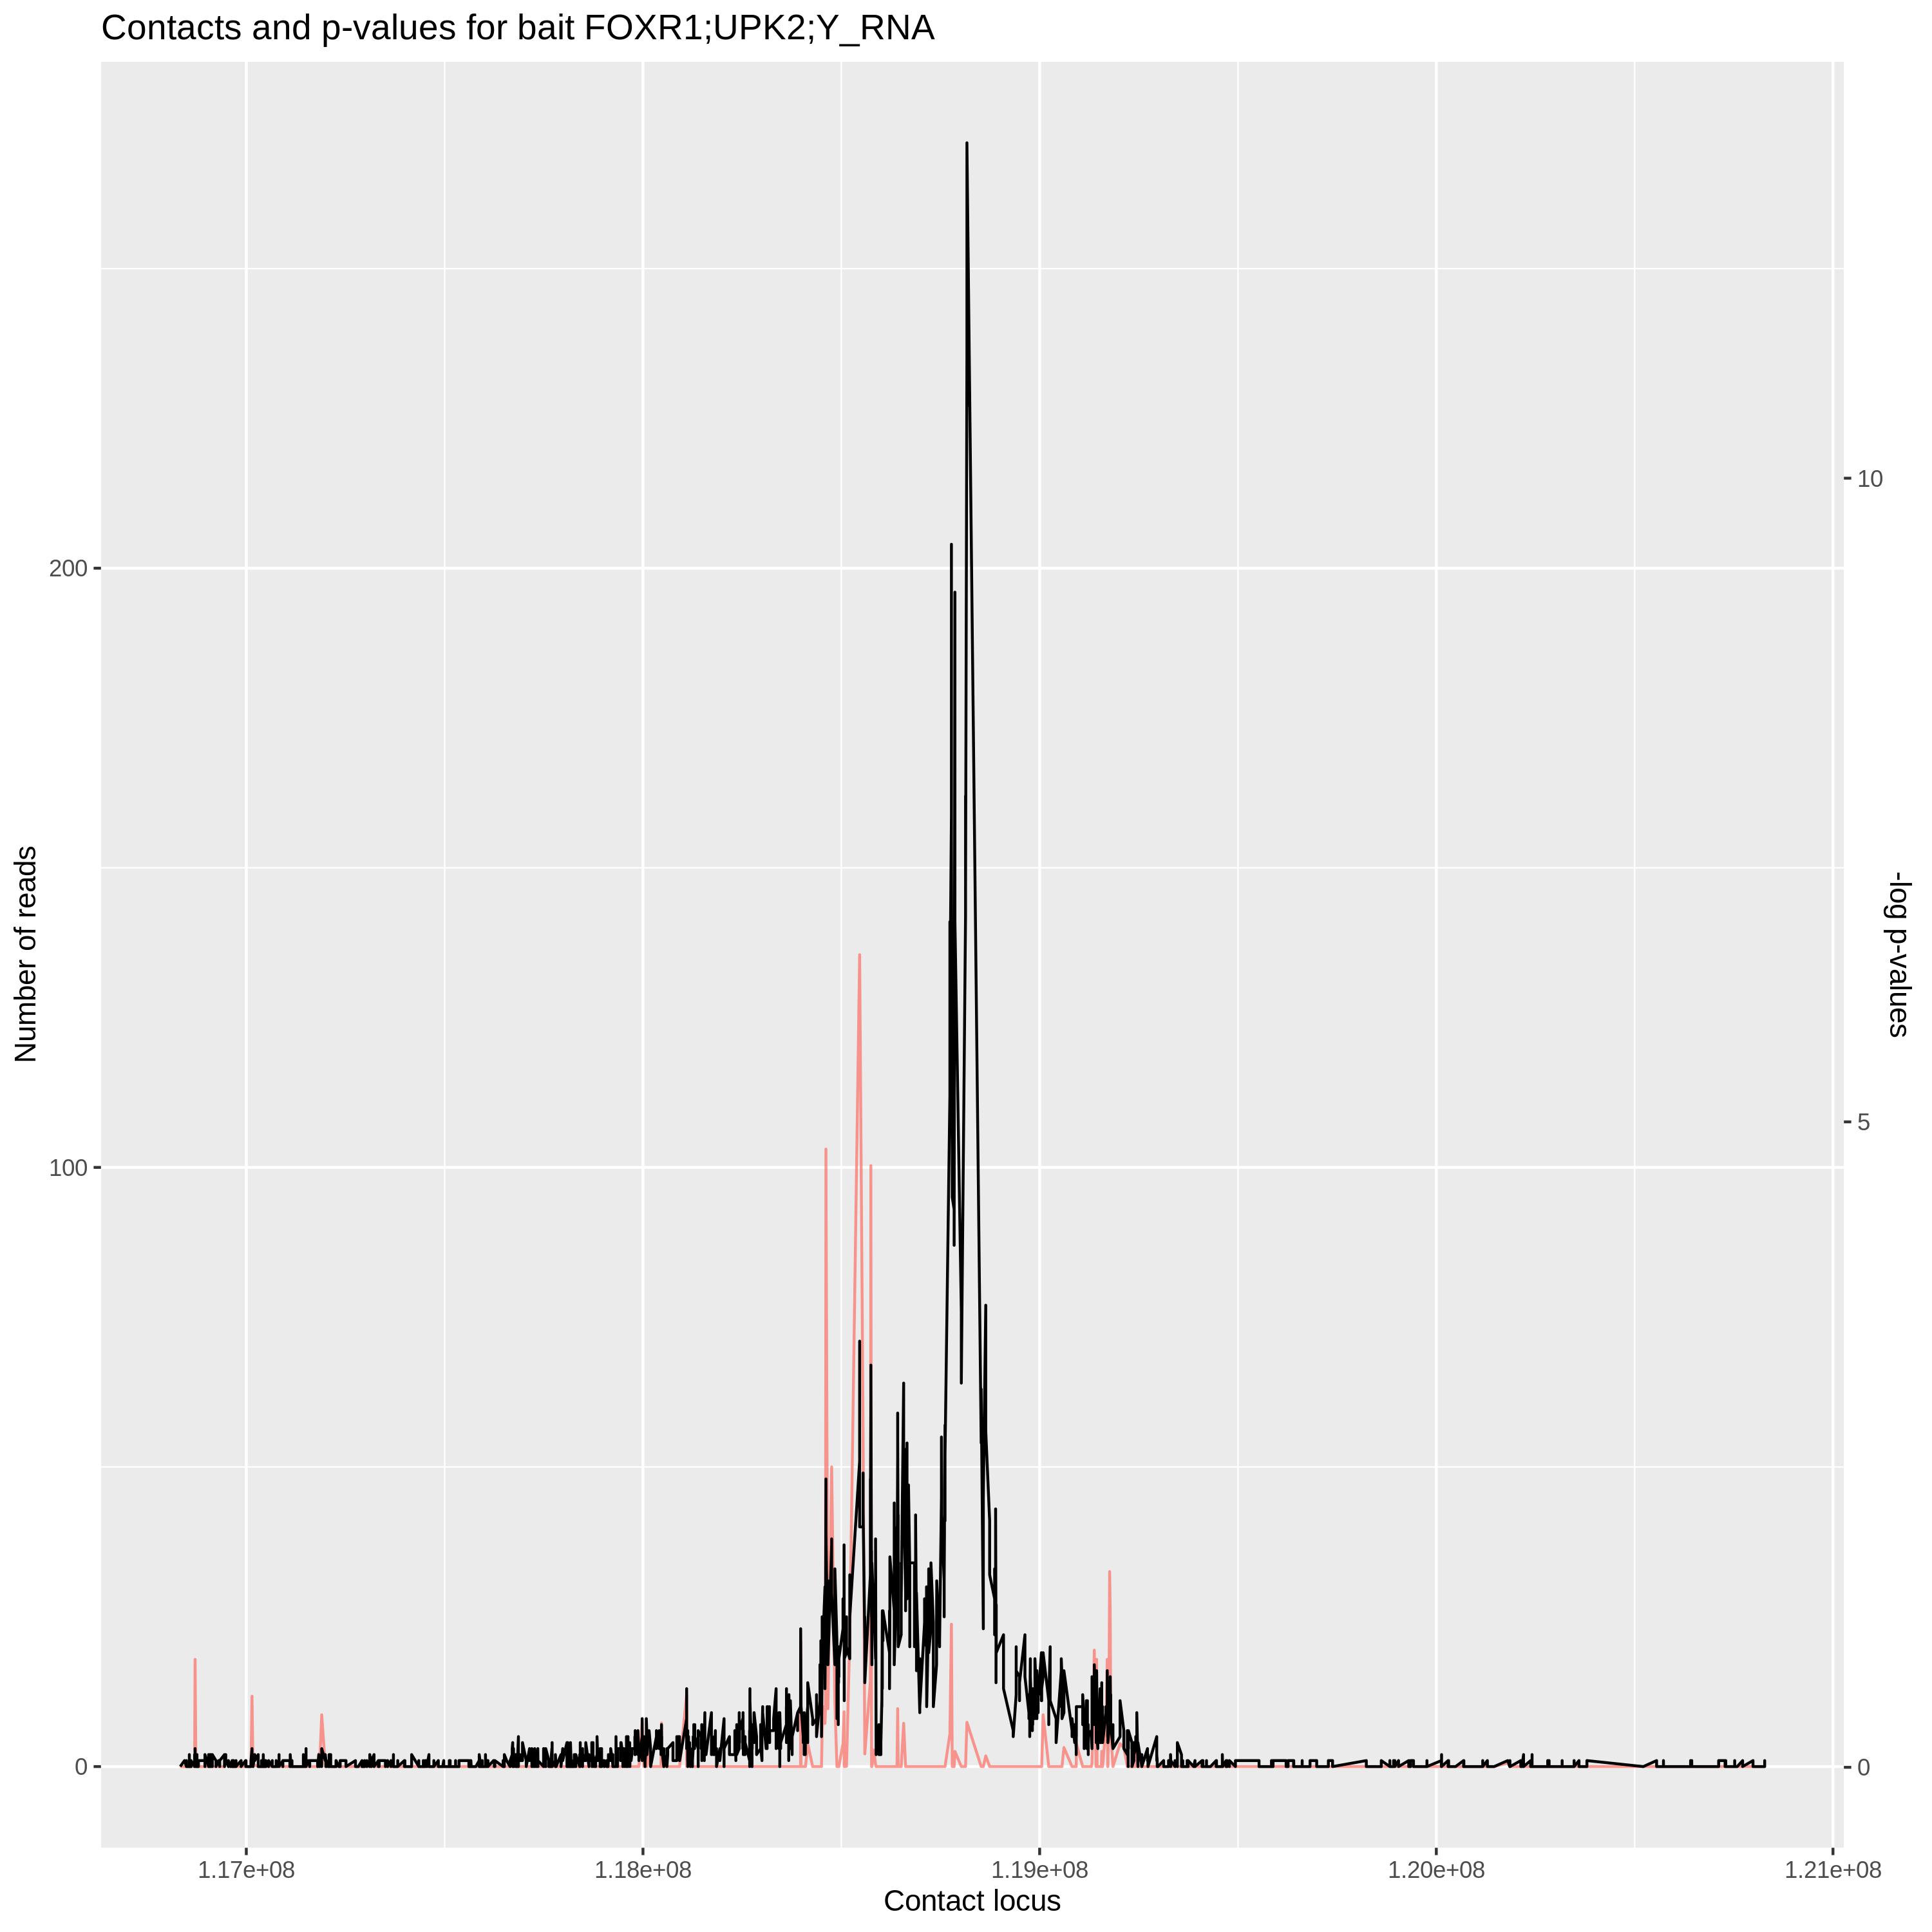 Contacts and p-values for bait FOXR1;UPK2;Y_RNA
Number of reads
200
100
0
10
5
0
-log p-values
1.17e+08
1.18e+08
1.19e+08
1.20e+08
1.21e+08
Contact locus